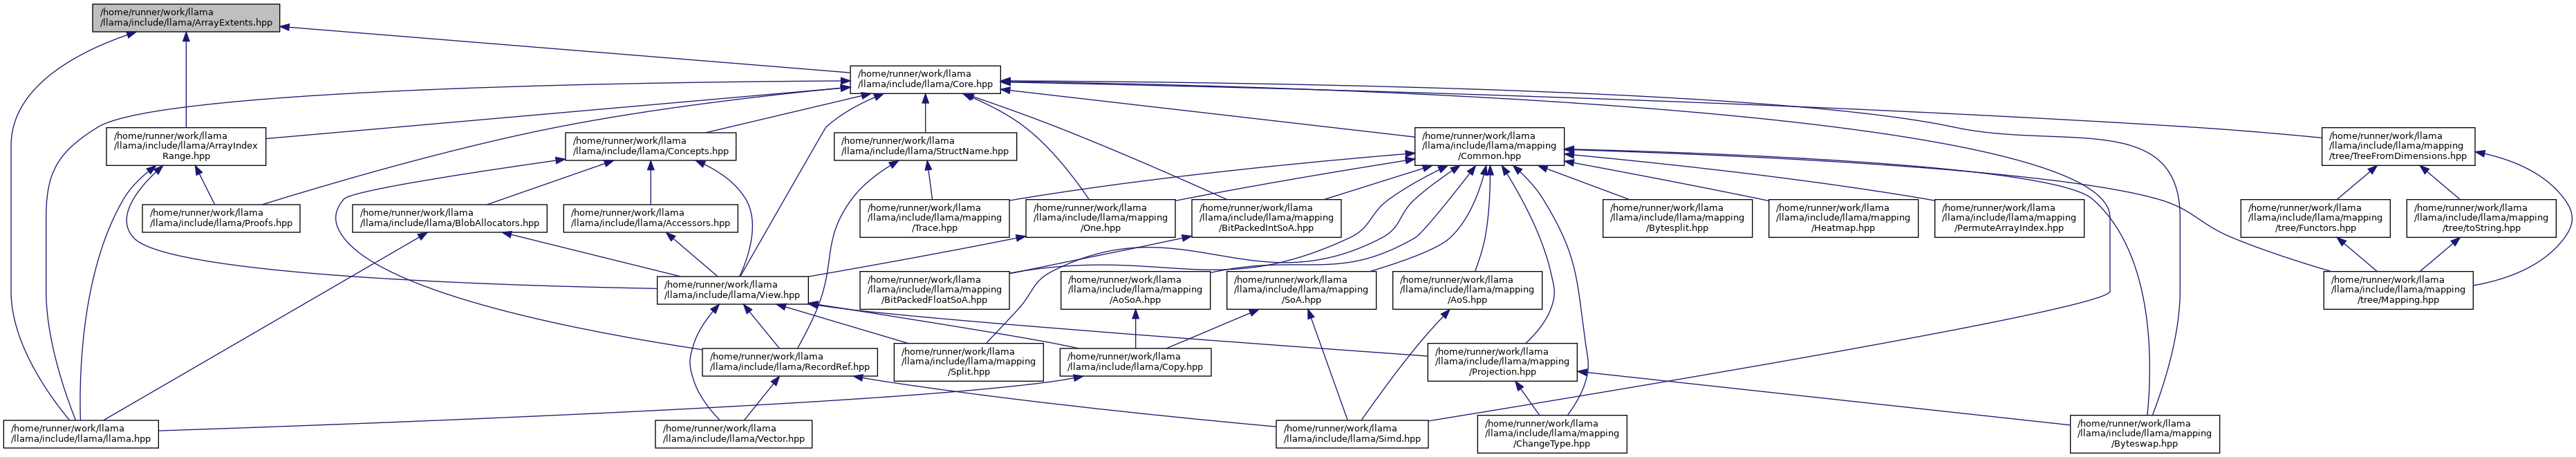 /home/runner/work/llama
/llama/include/llama/ArrayExtents.hpp
/home/runner/work/llama
/llama/include/llama/Core.hpp
/home/runner/work/llama
/llama/include/llama/ArrayIndex
Range.hpp
/home/runner/work/llama
/llama/include/llama/Concepts.hpp
/home/runner/work/llama
/llama/include/llama/StructName.hpp
/home/runner/work/llama
/llama/include/llama/mapping
/Common.hpp
/home/runner/work/llama
/llama/include/llama/mapping
/tree/TreeFromDimensions.hpp
/home/runner/work/llama
/llama/include/llama/Proofs.hpp
/home/runner/work/llama
/llama/include/llama/BlobAllocators.hpp
/home/runner/work/llama
/llama/include/llama/Accessors.hpp
/home/runner/work/llama
/llama/include/llama/mapping
/Trace.hpp
/home/runner/work/llama
/llama/include/llama/mapping
/One.hpp
/home/runner/work/llama
/llama/include/llama/mapping
/BitPackedIntSoA.hpp
/home/runner/work/llama
/llama/include/llama/mapping
/Bytesplit.hpp
/home/runner/work/llama
/llama/include/llama/mapping
/Heatmap.hpp
/home/runner/work/llama
/llama/include/llama/mapping
/PermuteArrayIndex.hpp
/home/runner/work/llama
/llama/include/llama/mapping
/tree/Functors.hpp
/home/runner/work/llama
/llama/include/llama/mapping
/tree/toString.hpp
/home/runner/work/llama
/llama/include/llama/View.hpp
/home/runner/work/llama
/llama/include/llama/mapping
/BitPackedFloatSoA.hpp
/home/runner/work/llama
/llama/include/llama/mapping
/AoSoA.hpp
/home/runner/work/llama
/llama/include/llama/mapping
/SoA.hpp
/home/runner/work/llama
/llama/include/llama/mapping
/AoS.hpp
/home/runner/work/llama
/llama/include/llama/mapping
/tree/Mapping.hpp
/home/runner/work/llama
/llama/include/llama/RecordRef.hpp
/home/runner/work/llama
/llama/include/llama/mapping
/Split.hpp
/home/runner/work/llama
/llama/include/llama/Copy.hpp
/home/runner/work/llama
/llama/include/llama/mapping
/Projection.hpp
/home/runner/work/llama
/llama/include/llama/llama.hpp
/home/runner/work/llama
/llama/include/llama/Vector.hpp
/home/runner/work/llama
/llama/include/llama/Simd.hpp
/home/runner/work/llama
/llama/include/llama/mapping
/ChangeType.hpp
/home/runner/work/llama
/llama/include/llama/mapping
/Byteswap.hpp